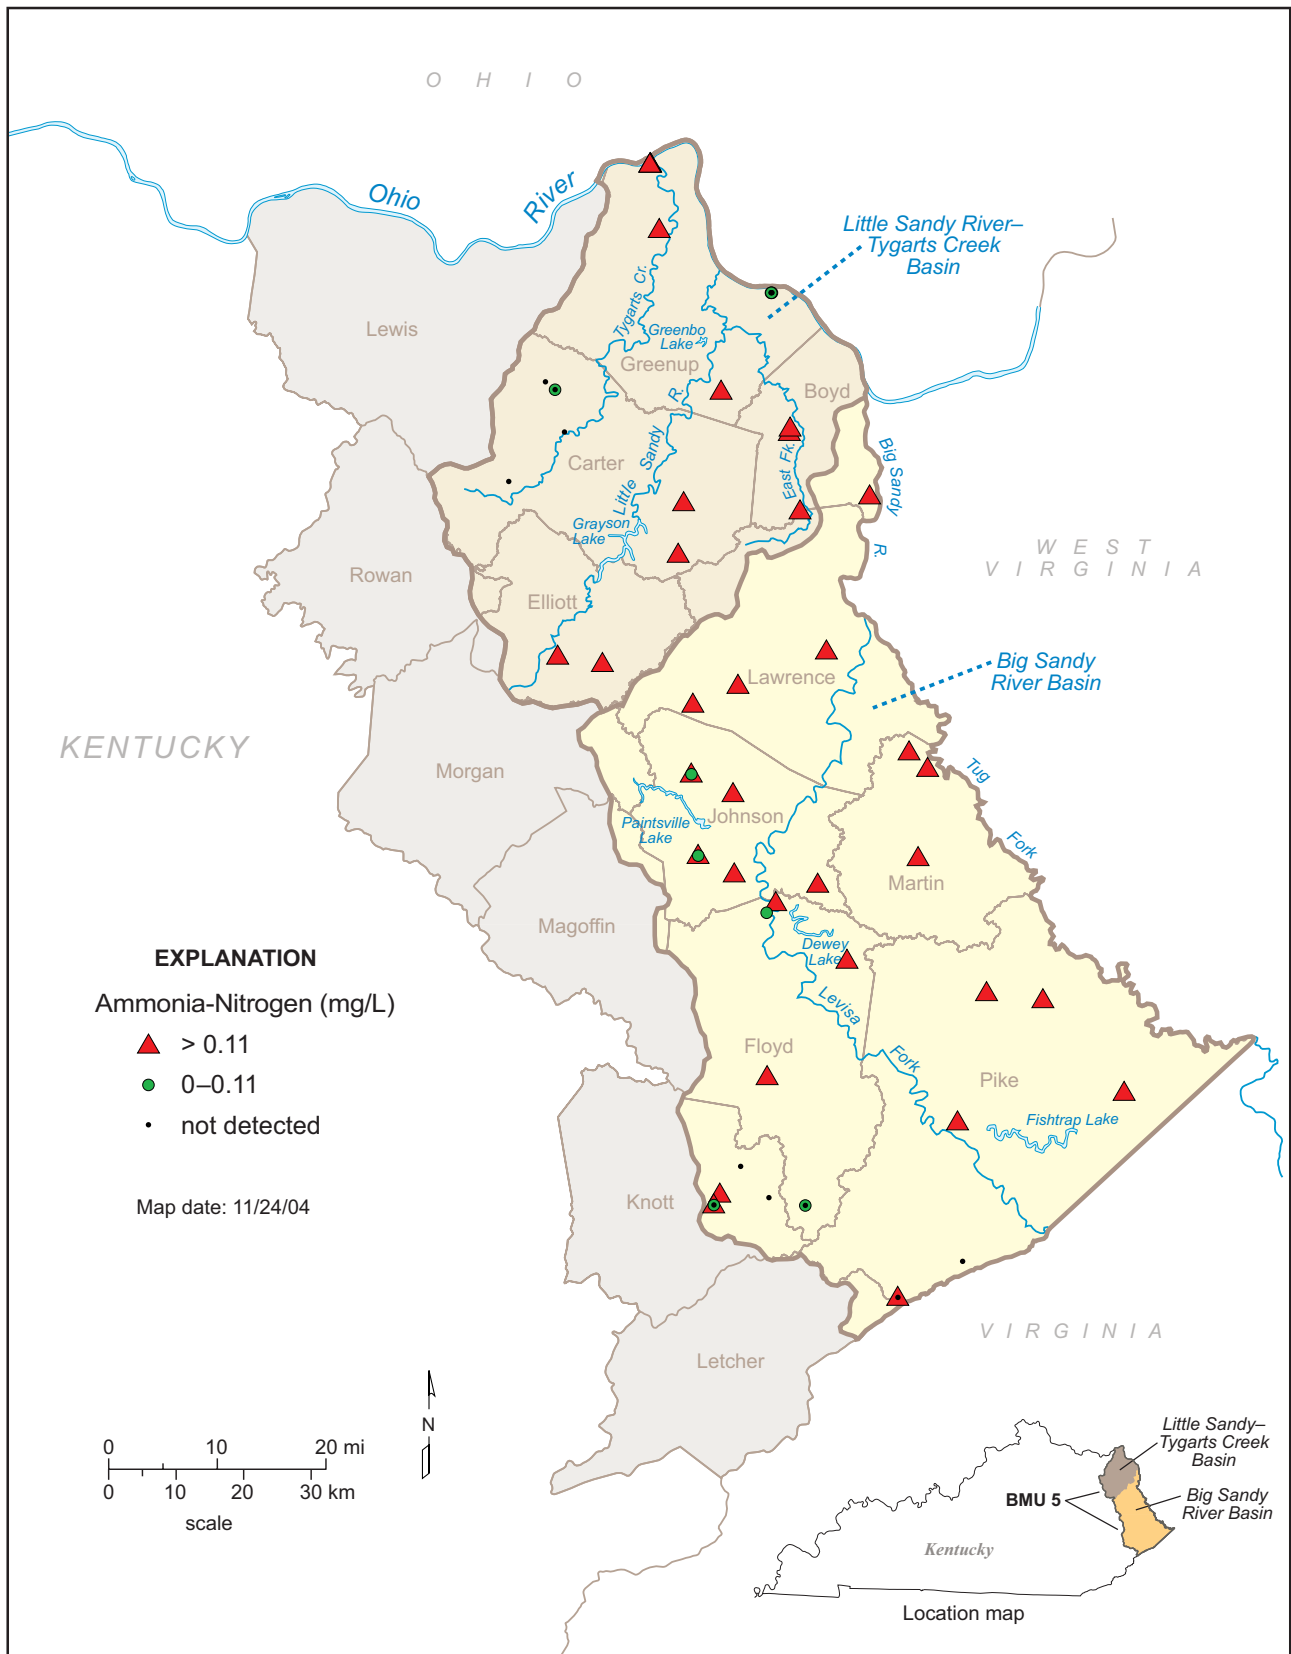 O H I O
Ohio
River
Little Sandy River–
Tygarts Creek
Basin
Lewis
Tygarts Cr.
Greenbo
Lake
Greenup
Boyd
R.
Sandy
Little
Big Sandy
R.
East Fk.
Carter
Grayson
Lake
WEST
VIRGINIA
Rowan
Elliott
Lawrence
Big Sandy
River Basin
KENTUCKY
Morgan
Tug
Fork
Paintsville
Lake
Johnson
Martin
Magoffin
Dewey
Lake
Levisa
Fork
Floyd
Pike
Fishtrap Lake
Knott
Letcher
VIRGINIA
EXPLANATION
Ammonia-Nitrogen (mg/L)
> 0.11
0–0.11
not detected
Map date: 11/24/04
N
0 10 20 mi
0 10 20 30 km
scale
Little Sandy–
Tygarts Creek
Basin
BMU 5
Big Sandy
River Basin
Kentucky
Location map